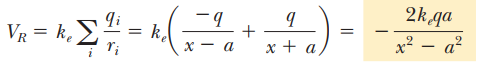 V_R = k_e \sum_i \frac{q_i}{r_i} = k_e \left( \frac{-q}{x - a} + \frac{q}{x + a} \right) = -\frac{2k_e qa}{x^2 - a^2}